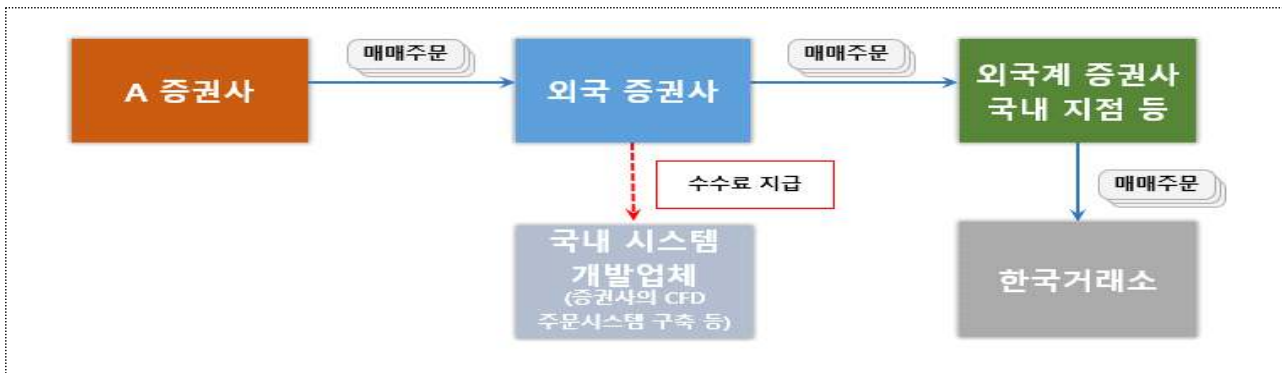 A 증권사
매매주문
외국 증권사
매매주문
외국계 증권사
국내 지점 등
수수료 지급
매매주문
국내 시스템
개발업체
(증권사의 CFD
주문시스템 구축 등)
한국거래소